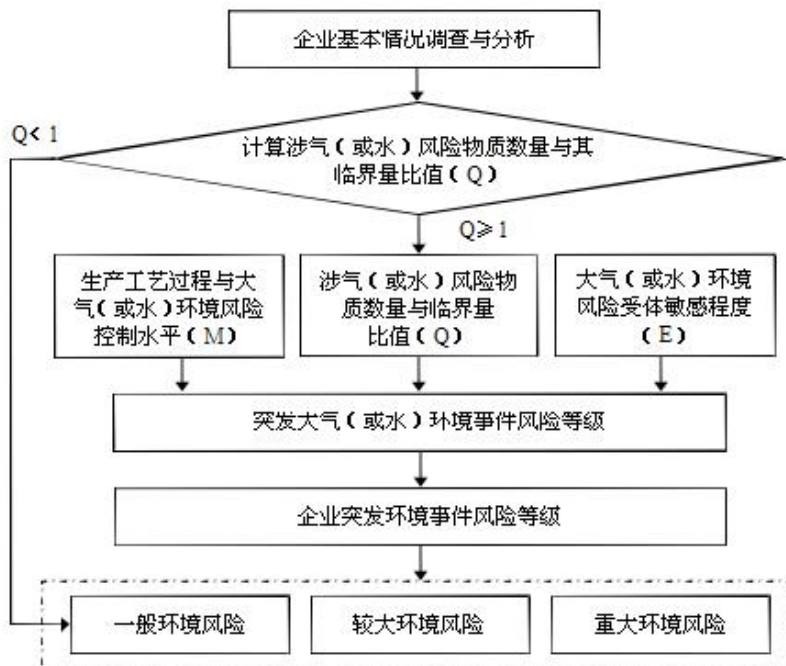 企业基本情况调查与分析
Q< 1
计算涉气（或水）风险物质数量与其
临界量比值（Q）
Q≥1
生产工艺过程与大
气（或水）环境风险
控制水平（M）
涉气（或水）风险物
质数量与临界量
比值（Q）
大气（或水）环境
风险受体敏感程度
（E）
突发大气（或水）环境事件风险等级
企业突发环境事件风险等级
一般环境风险
较大环境风险
重大环境风险